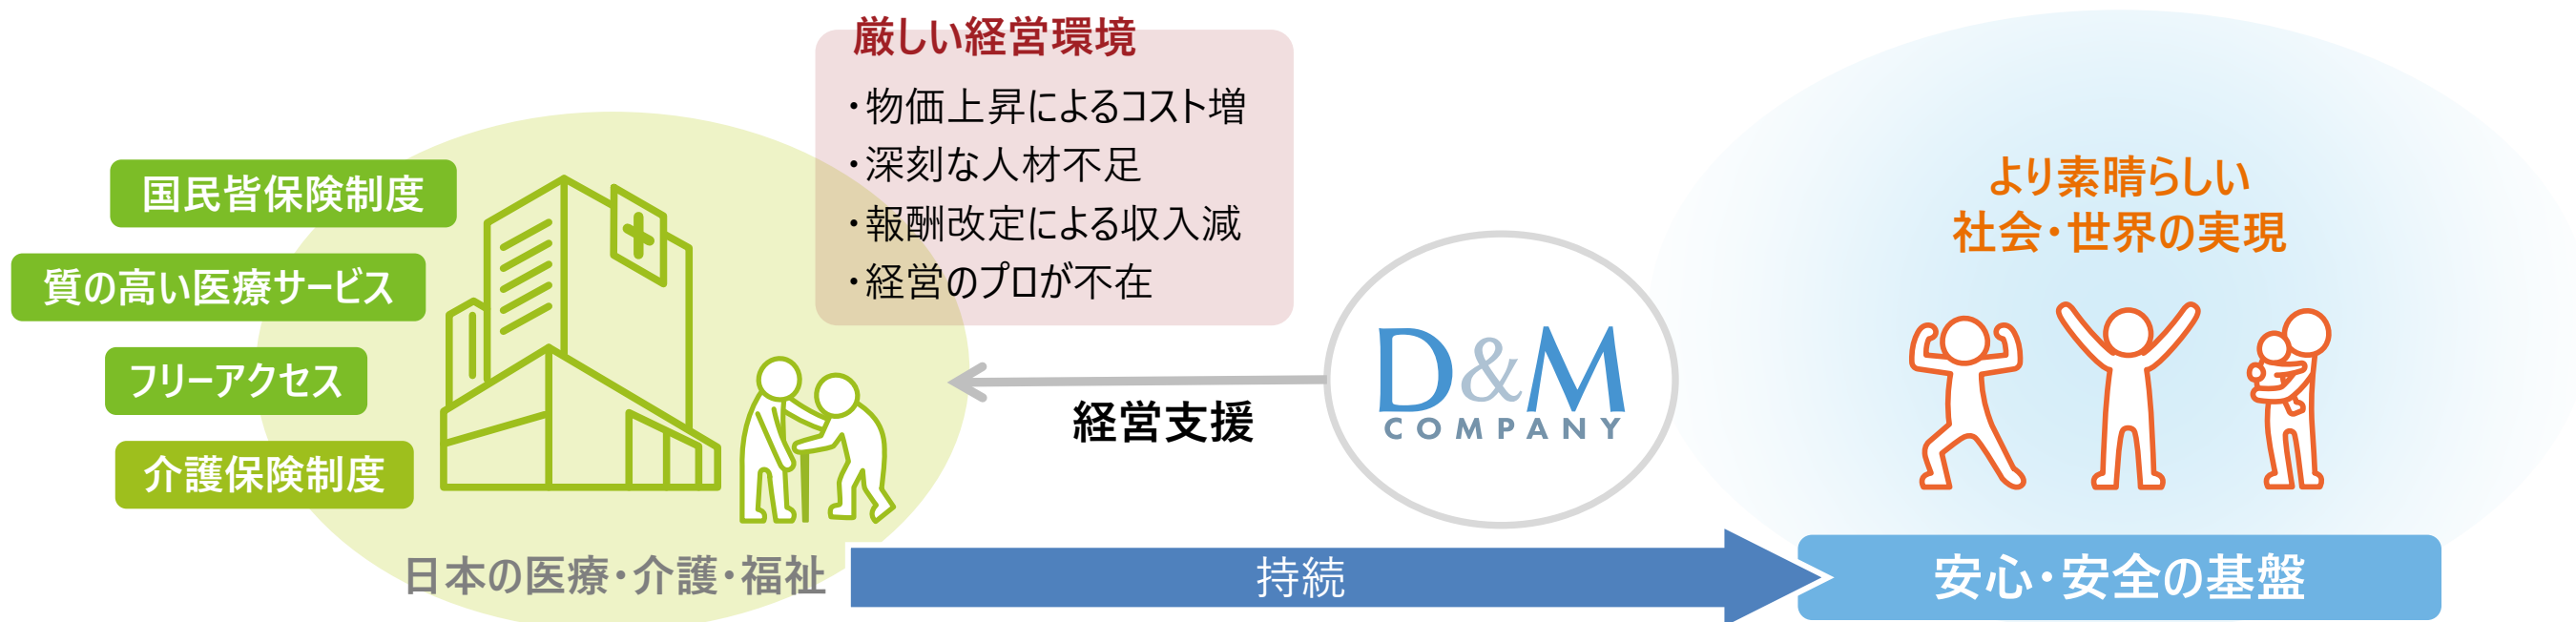 国民皆保険制度
質の高い医療サービス
フリーアクセス
介護保険制度
日本の医療・介護・福祉
厳しい経営環境
・物価上昇によるコスト増
・深刻な人材不足
・報酬改定による収入減
・経営のプロが不在
経営支援
D&M
COMPANY
持続
より素晴らしい
社会・世界の実現
安心・安全の基盤